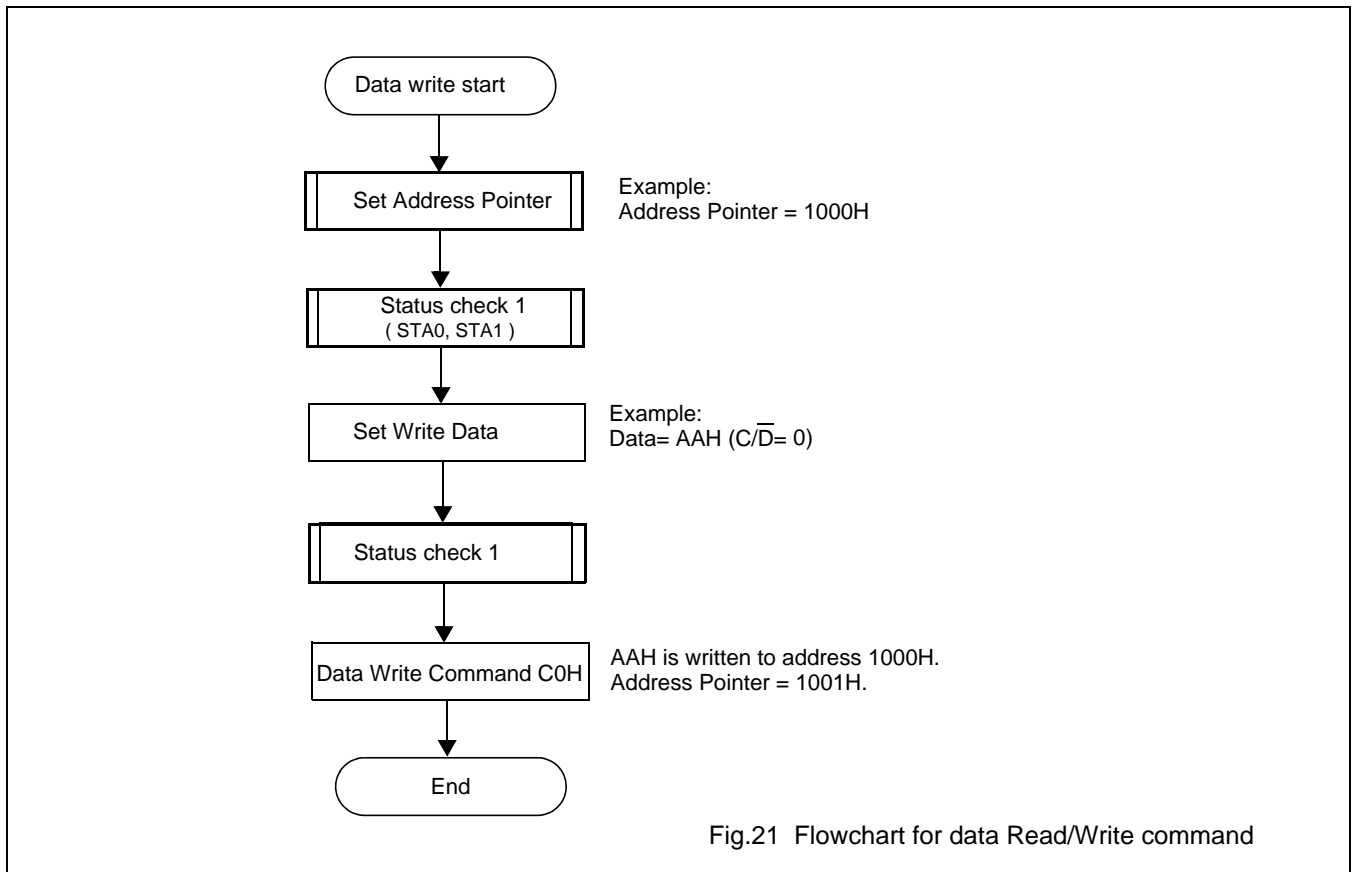 Data write start
Set Address Pointer
Example:
Address Pointer = 1000H
Status check 1
( STA0, STA1 )
Set Write Data
Example:
Data= AAH (C/D̅= 0)
Status check 1
Data Write Command C0H
AAH is written to address 1000H.
Address Pointer = 1001H.
End
Fig.21 Flowchart for data Read/Write command